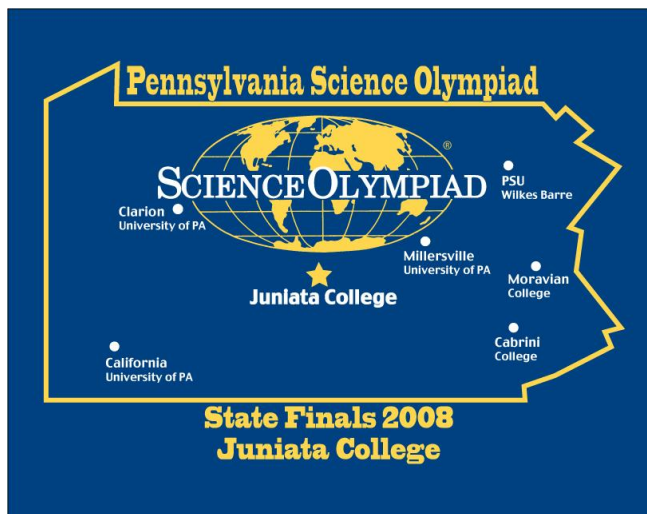 Pennsylvania Science Olympiad
®
SCIENCE OLYMPIAD
PSU
Wilkes Barre
Clarion
University of PA
Millersville
University of PA
Moravian
College
Juniata College
Cabrini
College
California
University of PA
State Finals 2008
Juniata College